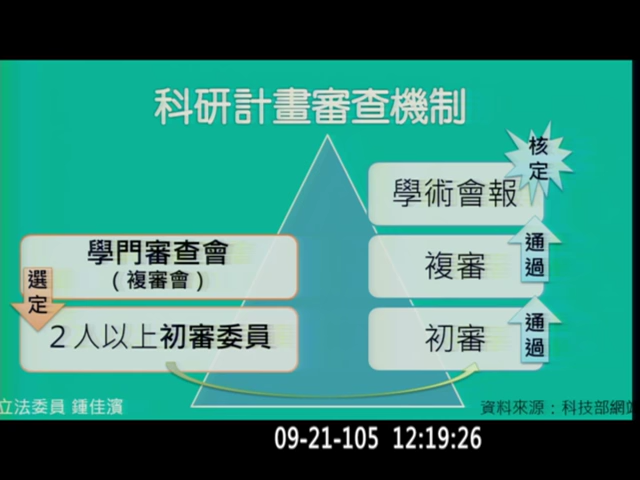 科研計畫審查機制
核定
學術會報
學門審查會
(複審會)
複審
通過
選定
2人以上初審委員
初審
通過
立法委員 鍾佳濱
資料來源：科技部網站
09-21-105 12:19:26